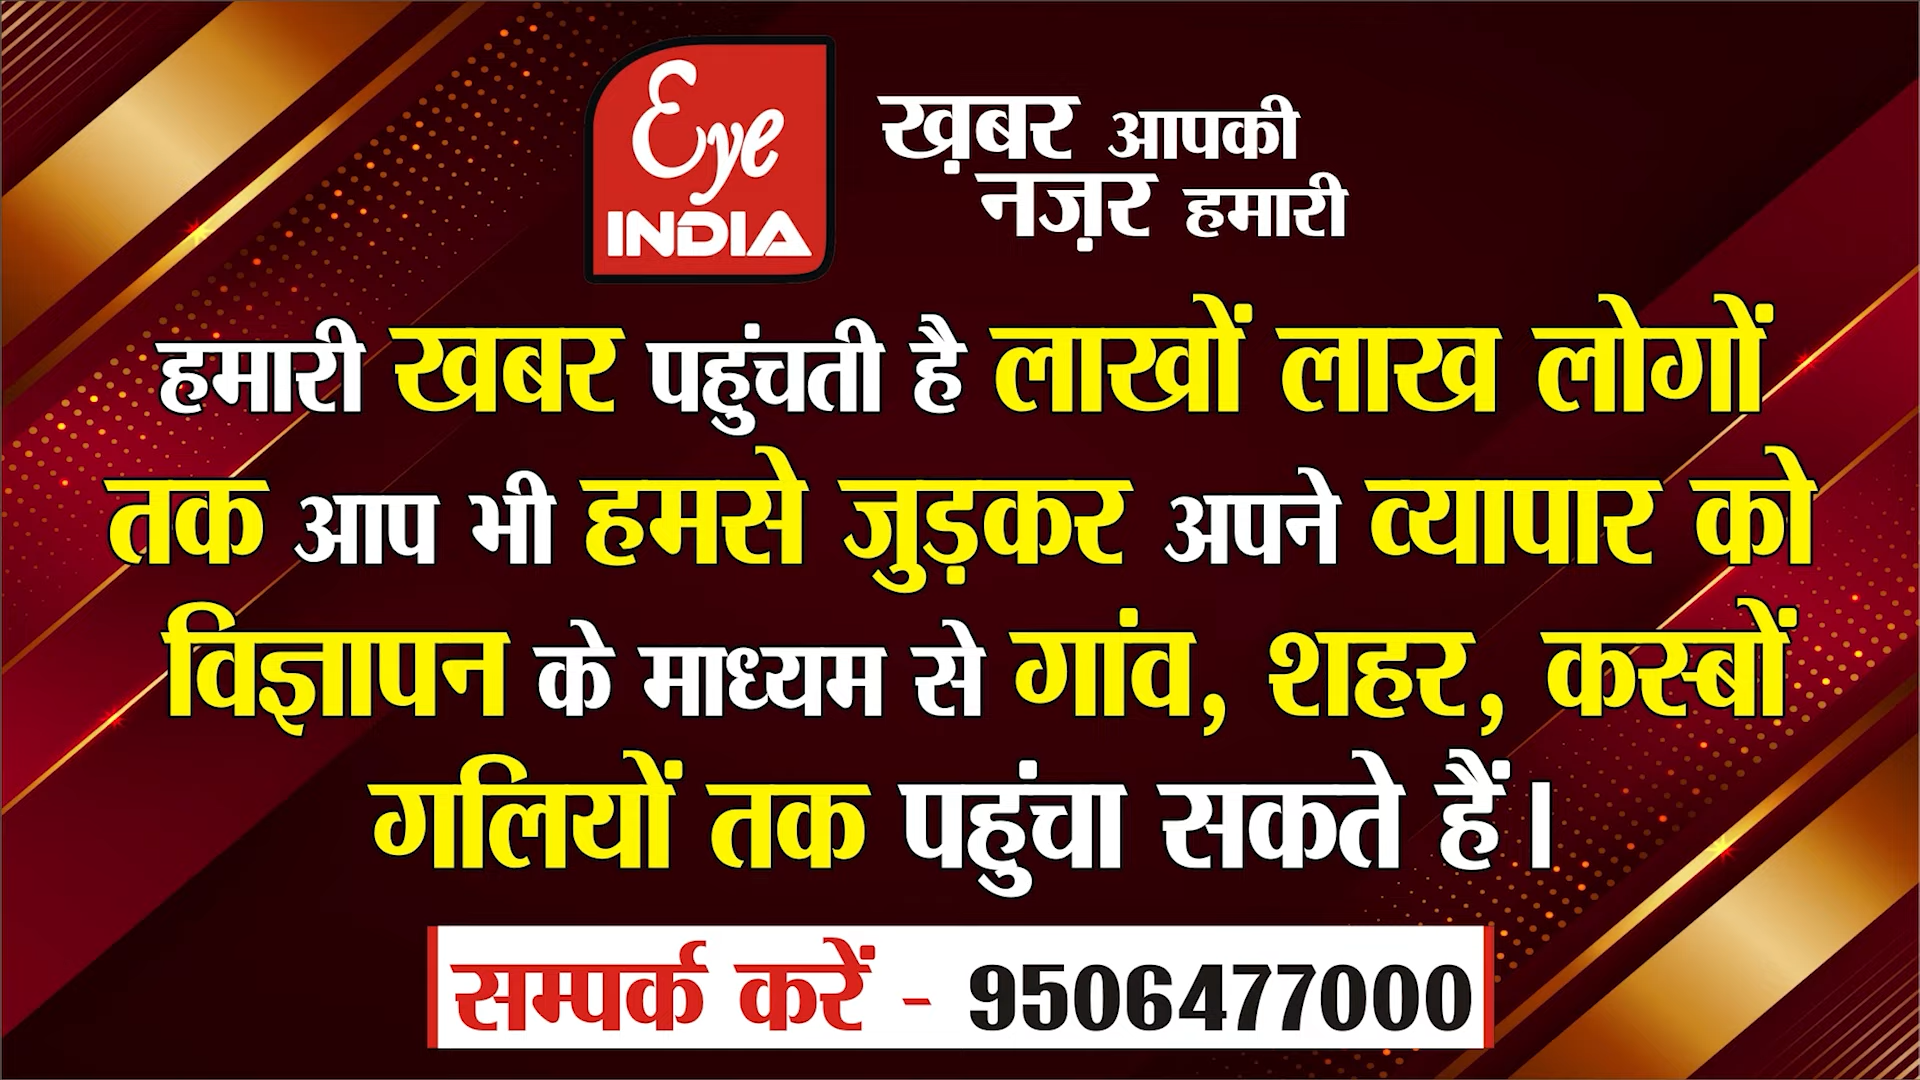 Eye
INDIA
ख़बर आपकी
नज़र हमारी
हमारी खबर पहुंचती है लाखों लाख लोगों
तक आप भी हमसे जुड़कर अपने व्यापार को
विज्ञापन के माध्यम से गांव, शहर, कस्बों
गलियों तक पहुंचा सकते हैं।
सम्पर्क करें - 9506477000